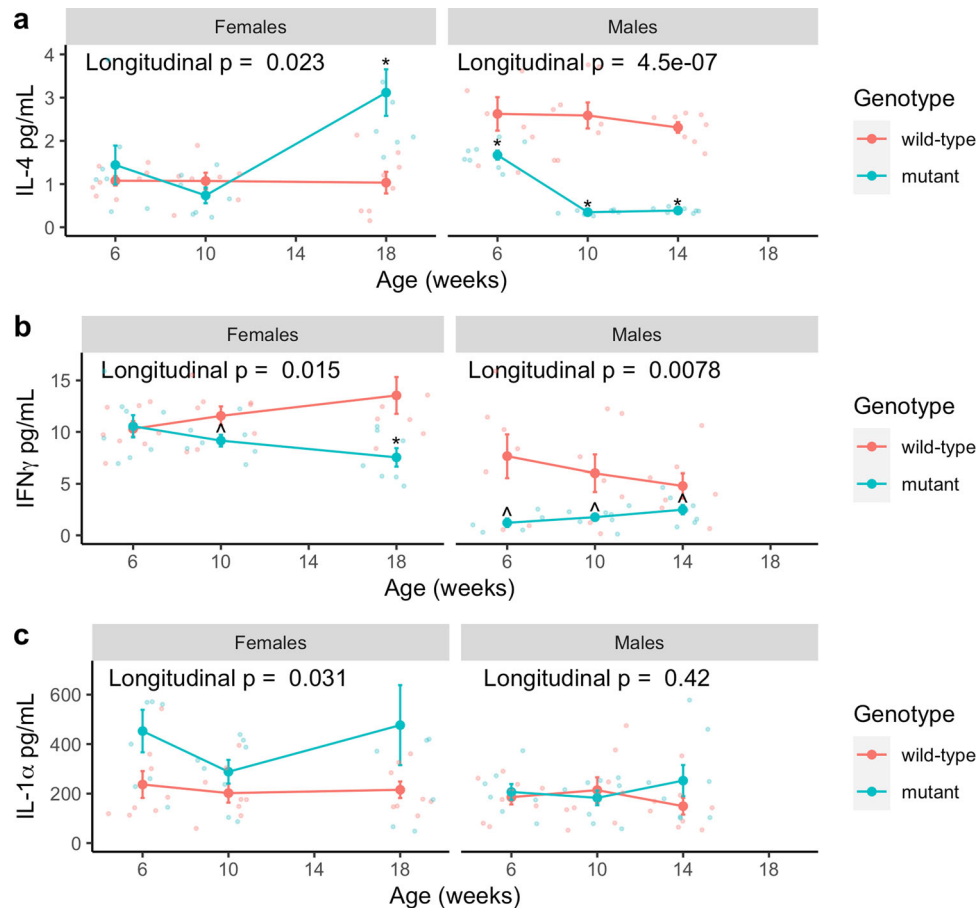 a
Females Males
Longitudinal p = 0.023 Longitudinal p = 4.5e-07
4
3
2
1
0
IL-4 pg/mL
* * * *
6 10 14 18 6 10 14 18
Age (weeks)
Genotype
wild-type
mutant
b
Females Males
Longitudinal p = 0.015 Longitudinal p = 0.0078
15
10
5
0
IFNγ pg/mL
^ * ^ ^ ^
6 10 14 18 6 10 14 18
Age (weeks)
Genotype
wild-type
mutant
c
Females Males
Longitudinal p = 0.031 Longitudinal p = 0.42
600
400
200
0
IL-1α pg/mL
6 10 14 18 6 10 14 18
Age (weeks)
Genotype
wild-type
mutant